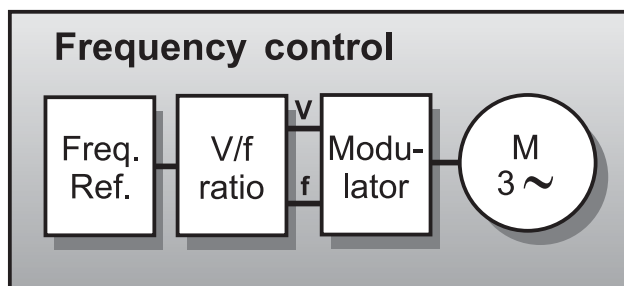 Frequency control
Freq.
Ref.
V/f
ratio
V
f
Modu-
lator
M
3 ~